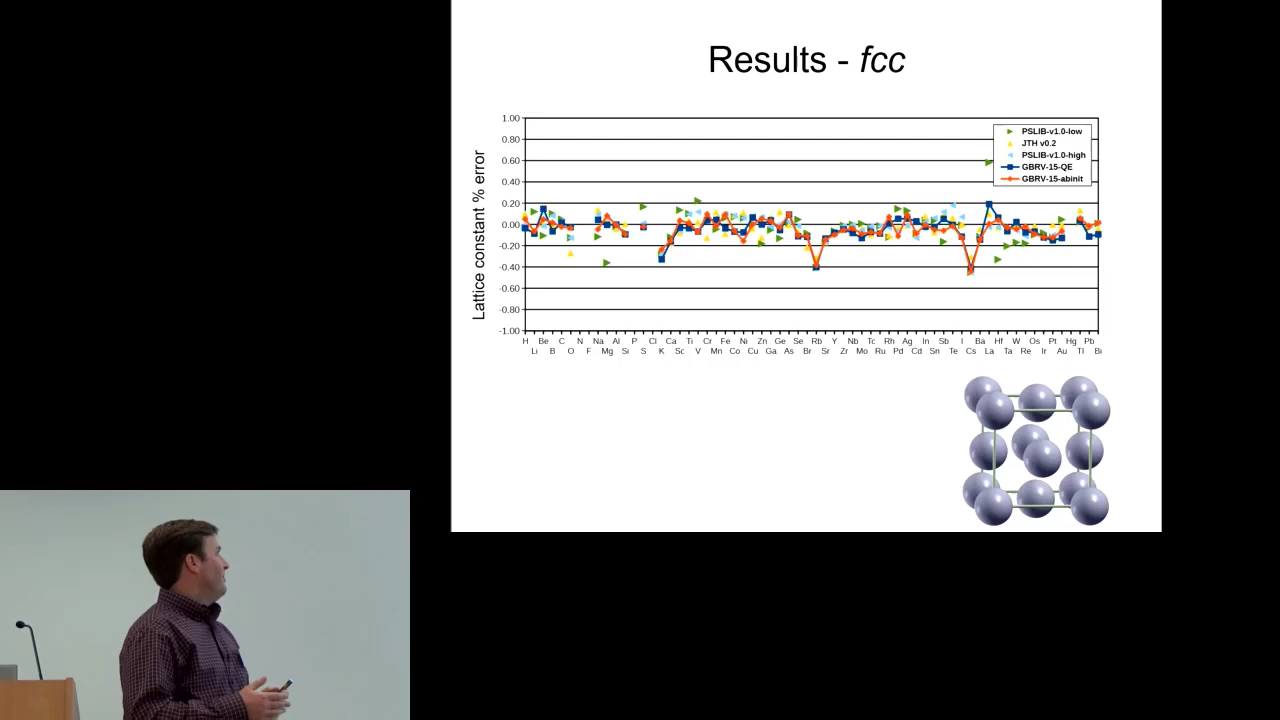 Results - fcc
Lattice constant % error
1.00
0.80
0.60
0.40
0.20
0.00
-0.20
-0.40
-0.60
-0.80
-1.00
PSLIB-v1.0-low
JTH v0.2
PSLIB-v1.0-high
GBRV-15-QE
GBRV-15-abinit
H Be C N Na Al P Cl K Ca Ti Cr Fe Ni Zn Ge Se Rb Y Nb Tc Rh Ag In Sb I Ba Hf W Os Pt Hg Pb
Li B O F Mg Si S Sc V Mn Co Cu Ga As Br Sr Zr Mo Ru Pd Cd Sn Te Cs La Ta Re Ir Au Tl Bi